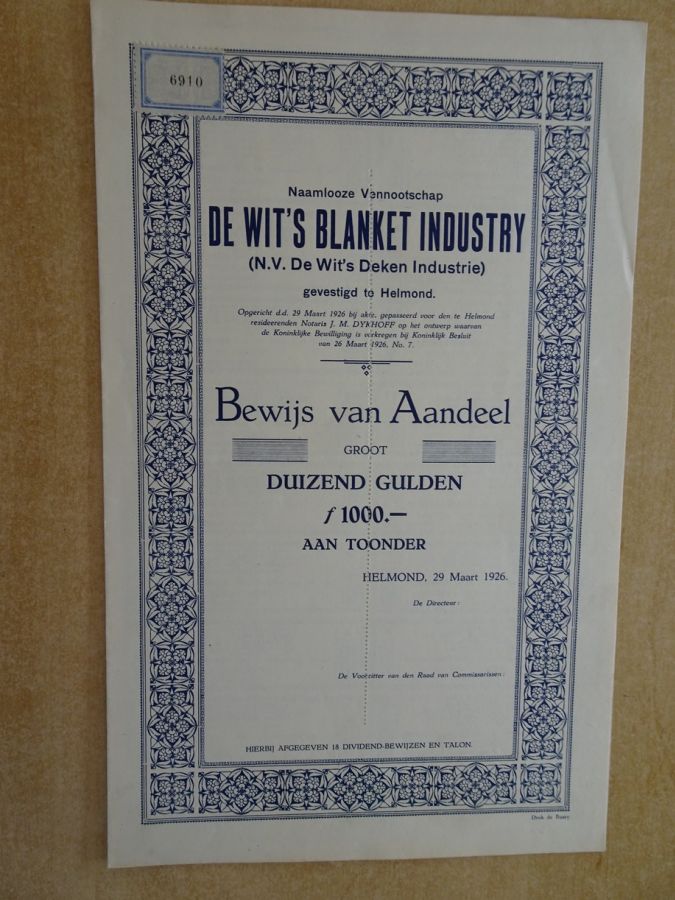 6910
Naamlooze Vennootschap
DE WIT'S BLANKET INDUSTRY
(N.V. De Wit's Deken Industrie)
gevestigd te Helmond.
Opgericht d.d. 29 Maart 1926 bij akte, gepasseerd voor den te Helmond
resideerenden Notaris J. M. DYKHOFF op het ontwerp waarvan
de Koninklijke Bewilliging is verkregen bij Koninklijk Besluit
van 26 Maart 1926, No. 7.
Bewijs van Aandeel
GROOT
DUIZEND GULDEN
f 1000.—
AAN TOONDER
HELMOND, 29 Maart 1926.
De Directeur:
De Voorzitter van den Raad van Commissarissen:
HIERBIJ AFGEGEVEN 18 DIVIDEND-BEWIJZEN EN TALON.
Druk de Bussy